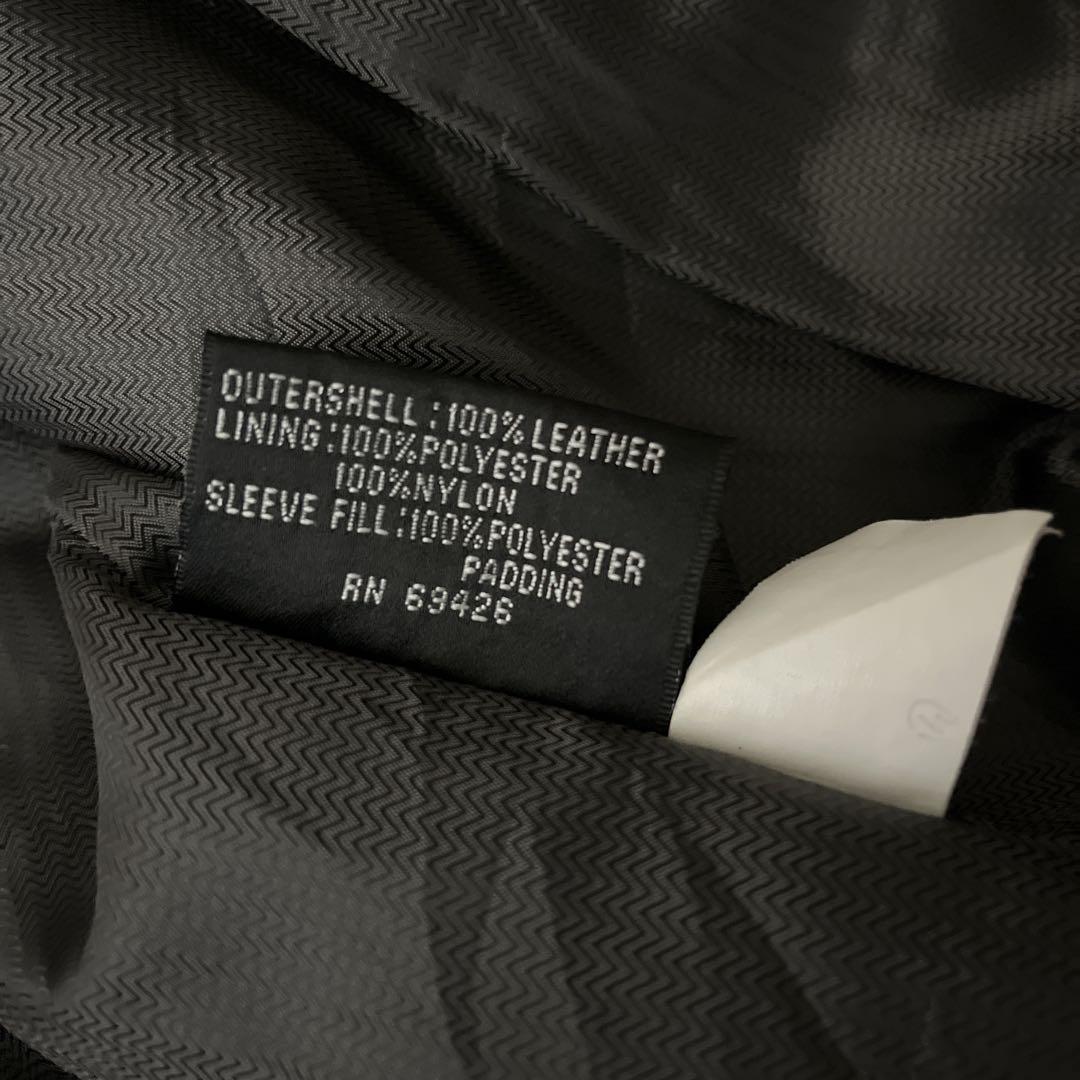 OUTERSHELL:100%LEATHER
LINING:100%POLYESTER
100%NYLON
SLEEVE FILL:100%POLYESTER
PADDING
RN 69426